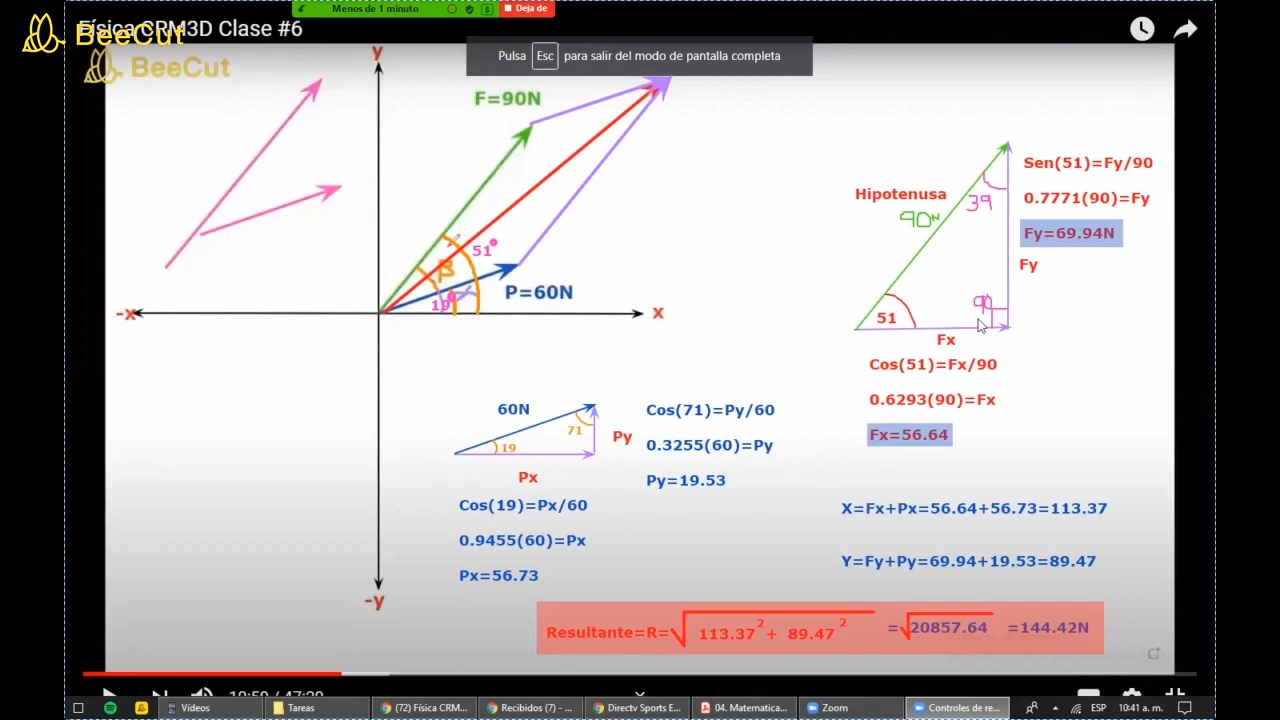 Menos de 1 minuto
Deja de
Física CRM3D Clase #6
BeeCut
BeeCut
Pulsa Esc para salir del modo de pantalla completa
y
F=90N
51°
β
19°
P=60N
-x
x
-y
Hipotenusa
90N
39
Sen(51)=Fy/90
0.7771(90)=Fy
Fy=69.94N
Fy
51
90
Fx
Cos(51)=Fx/90
0.6293(90)=Fx
Fx=56.64
60N
71
19
Py
Px
Cos(71)=Py/60
0.3255(60)=Py
Py=19.53
Cos(19)=Px/60
0.9455(60)=Px
Px=56.73
X=Fx+Px=56.64+56.73=113.37
Y=Fy+Py=69.94+19.53=89.47
Resultante=R=√113.37²+ 89.47² =√20857.64 =144.42N
Vídeos
Tareas
(72) Física CRM...
Recibidos (7) - ...
Directv Sports E...
04. Matematica...
Zoom
Controles de re...
ESP
10:41 a. m.